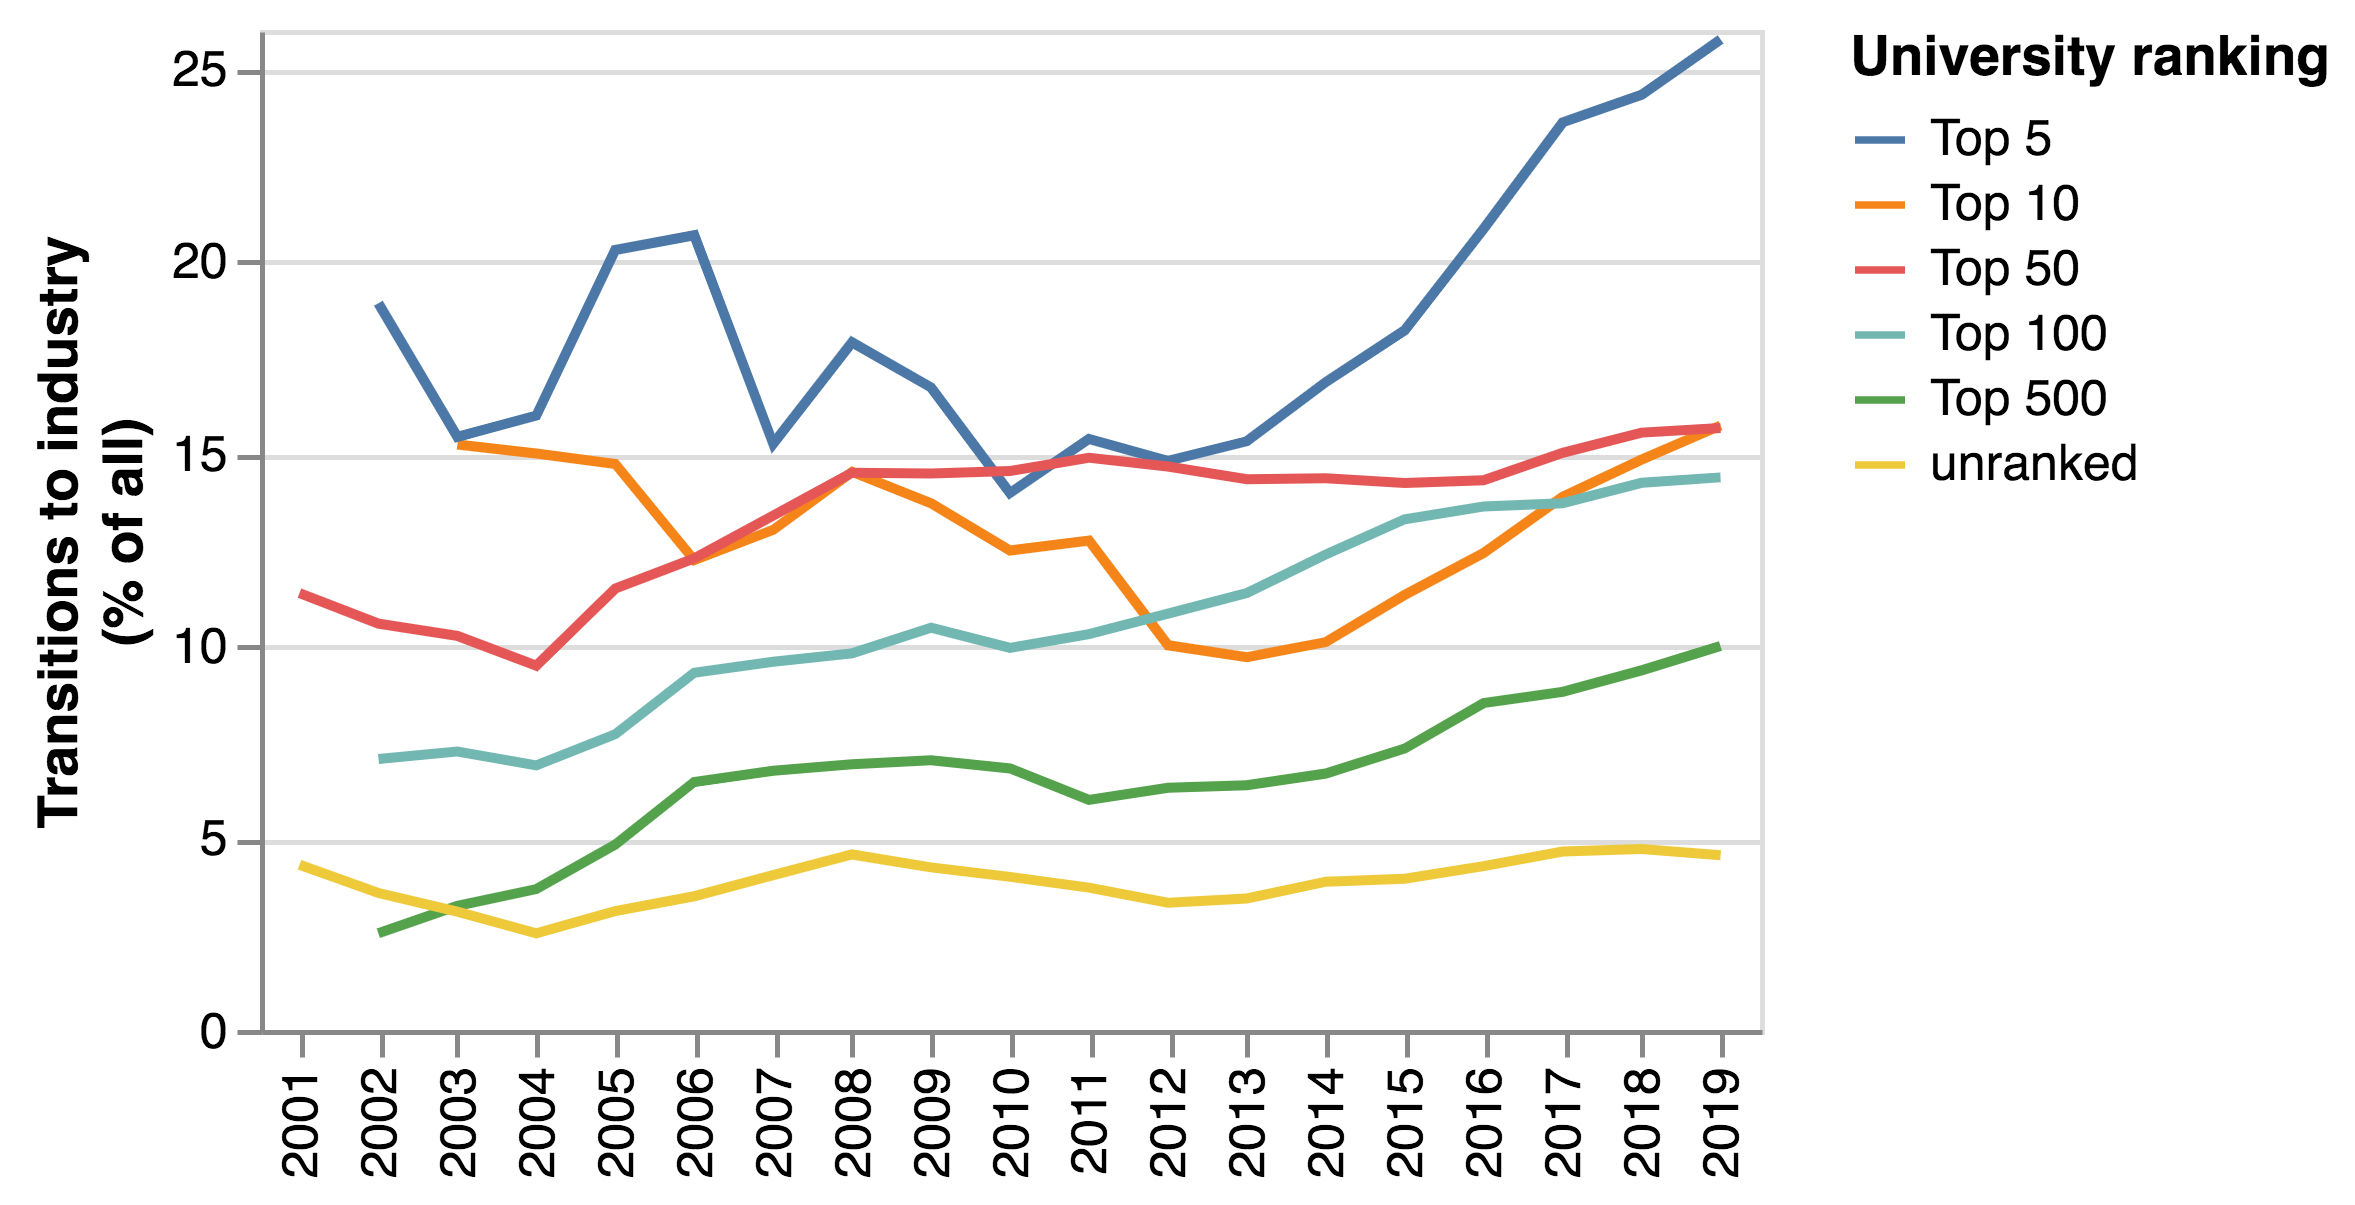 Transitions to industry
(% of all)
25
20
15
10
5
0
2001
2002
2003
2004
2005
2006
2007
2008
2009
2010
2011
2012
2013
2014
2015
2016
2017
2018
2019
University ranking
Top 5
Top 10
Top 50
Top 100
Top 500
unranked